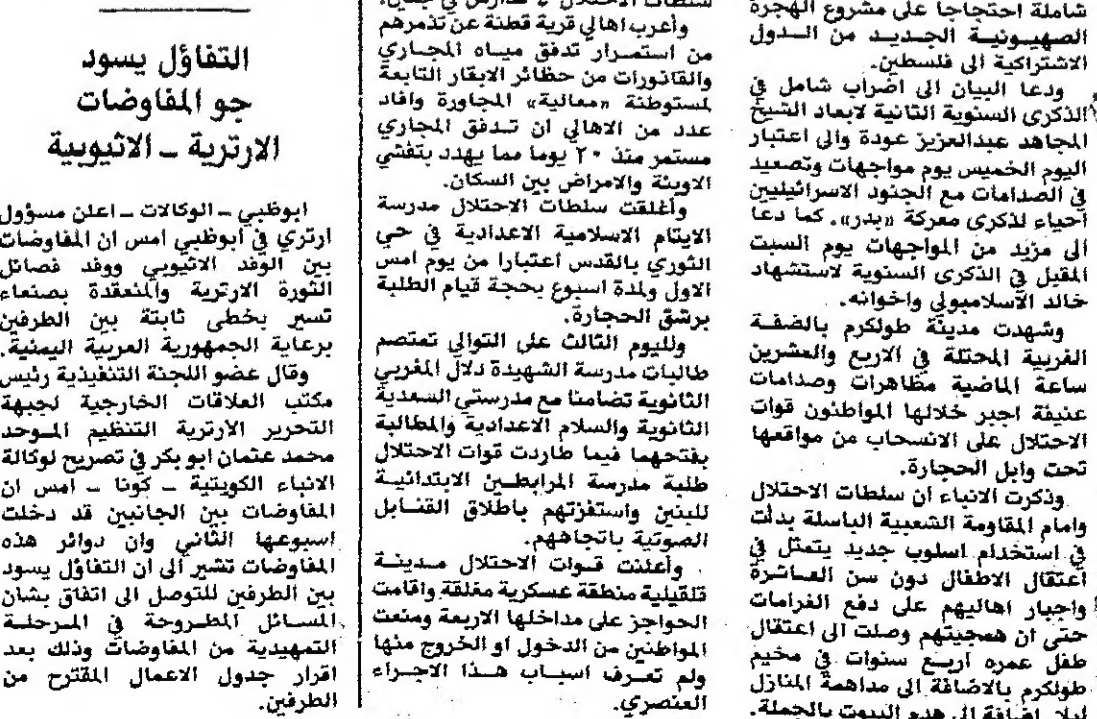 شاملة احتجاجا على مشروع الهجرة
الصهيونية الجديد من الدول
الاشتراكية الى فلسطين.
ودعا البيان الى اضراب شامل في
الذكرى السنوية الثانية لابعاد الشيخ
المجاهد عبدالعزيز عودة والى اعتبار
اليوم الخميس يوم مواجهات وتصعيد
في الصدامات مع الجنود الاسرائيليين
احياء لذكرى معركة «بدر». كما دعا
الى مزيد من المواجهات يوم السبت
المقبل في الذكرى السنوية لاستشهاد
خالد الاسلامبولي واخوانه.
وشهدت مدينة طولكرم بالضفة
الغربية المحتلة في الاربع والعشرين
ساعة الماضية مظاهرات وصدامات
عنيفة اجبر خلالها المواطنون قوات
الاحتلال على الانسحاب من مواقعها
تحت وابل الحجارة.
وذكرت الانباء ان سلطات الاحتلال
وامام المقاومة الشعبية الباسلة بدأت
في استخدام اسلوب جديد يتمثل في
اعتقال الاطفال دون سن العاشرة
واجبار اهاليهم على دفع الغرامات
حتى ان همجيتهم وصلت الى اعتقال
طفل عمره اربع سنوات في مخيم
طولكرم بالاضافة الى مداهمة المنازل
ليلا اضافة الى هدم البيوت بالجملة.
سلطات الاحتلال في مدارس في جنين.
وأعرب اهالي قرية قطنة عن تذمرهم
من استمرار تدفق مياه المجاري
والقاذورات من حظائر الابقار التابعة
لمستوطنة «معالية» المجاورة وافاد
عدد من الاهالي ان تدفق المجاري
مستمر منذ ٢٠ يوما مما يهدد بتفشي
الاوبئة والامراض بين السكان.
وأغلقت سلطات الاحتلال مدرسة
الايتام الاسلامية الاعدادية في حي
الثوري بالقدس اعتبارا من يوم امس
الاول ولمدة اسبوع بحجة قيام الطلبة
برشق الحجارة.
ولليوم الثالث على التوالي تعتصم
طالبات مدرسة الشهيدة دلال المغربي
الثانوية تضامنا مع مدرستي السعدية
الثانوية والسلام الاعدادية والمطالبة
بفتحهما فيما طاردت قوات الاحتلال
طلبة مدرسة المرابطين الابتدائية
للبنين واستفزتهم باطلاق القنابل
الصوتية باتجاههم.
وأعلنت قوات الاحتلال مدينة
قلقيلية منطقة عسكرية مغلقة واقامت
الحواجز على مداخلها الاربعة ومنعت
المواطنين من الدخول او الخروج منها
ولم تعرف اسباب هذا الاجراء
العنصري.
التفاؤل يسود
جو المفاوضات
الارترية ـ الاثيوبية
ابوظبي ـ الوكالات ـ اعلن مسؤول
ارتري في ابوظبي امس ان المفاوضات
بين الوفد الاثيوبي ووفد فصائل
الثورة الارترية والمنعقدة بصنعاء
تسير بخطى ثابتة بين الطرفين
برعاية الجمهورية العربية اليمنية.
وقال عضو اللجنة التنفيذية رئيس
مكتب العلاقات الخارجية لجبهة
التحرير الارترية التنظيم الموحد
محمد عثمان ابو بكر في تصريح لوكالة
الانباء الكويتية ـ كونا ـ امس ان
المفاوضات بين الجانبين قد دخلت
اسبوعها الثاني وان دوائر هذه
المفاوضات تشير الى ان التفاؤل يسود
بين الطرفين للتوصل الى اتفاق بشان
المسائل المطروحة في المرحلة
التمهيدية من المفاوضات وذلك بعد
اقرار جدول الاعمال المقترح من
الطرفين.